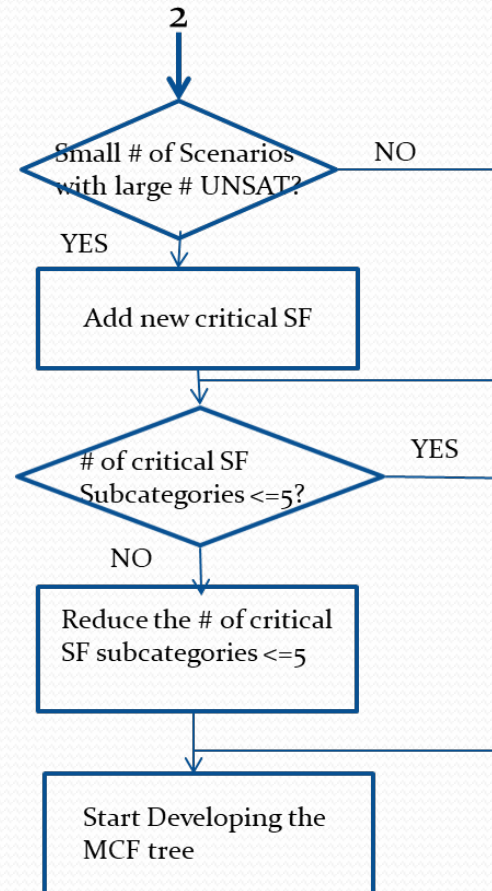 2
Small # of Scenarios
with large # UNSAT?
NO
YES
Add new critical SF
# of critical SF
Subcategories <=5?
YES
NO
Reduce the # of critical
SF subcategories <=5
Start Developing the
MCF tree